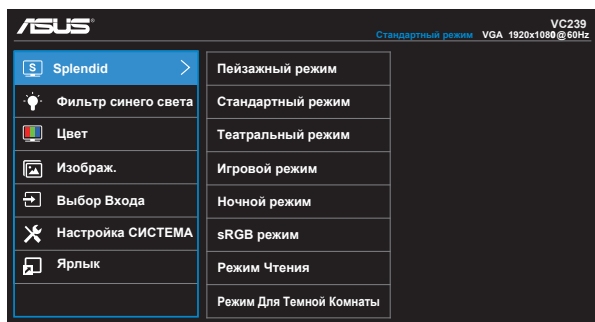 ASUS
VC239
Стандартный режим VGA 1920x1080@60Hz
S Splendid
Фильтр синего света
Цвет
Изображ.
Выбор Входа
Настройка СИСТЕМА
Ярлык
Пейзажный режим
Стандартный режим
Театральный режим
Игровой режим
Ночной режим
sRGB режим
Режим Чтения
Режим Для Темной Комнаты